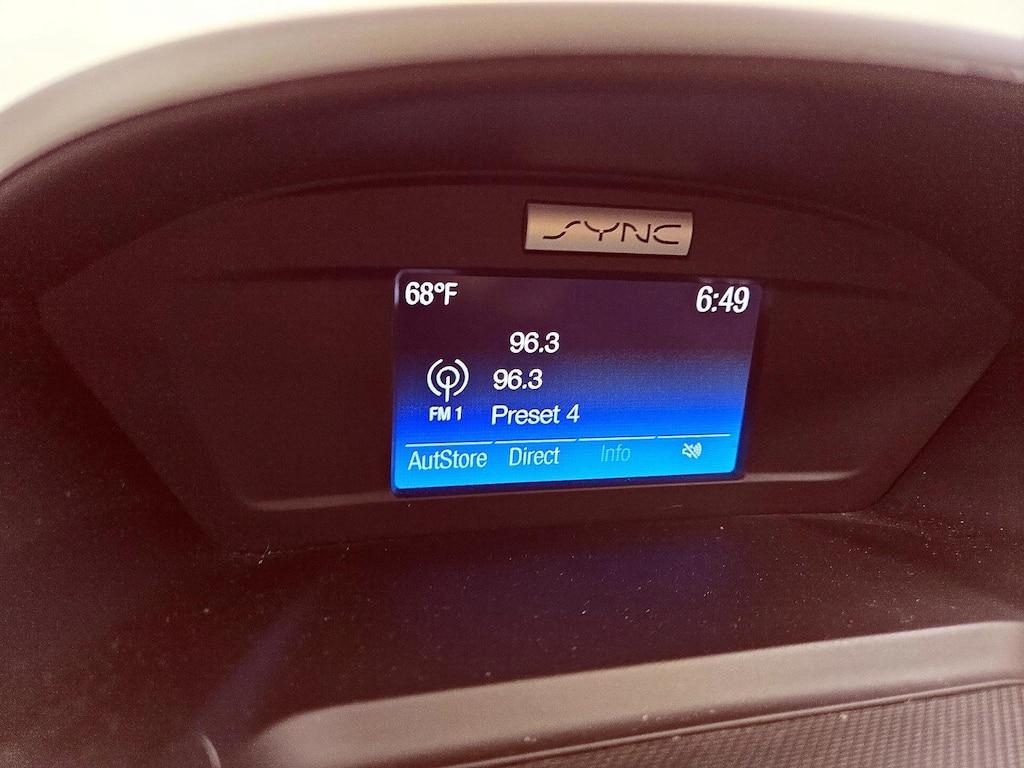 SYNC
68°F 6:49
96.3
96.3
FM 1 Preset 4
AutStore Direct Info